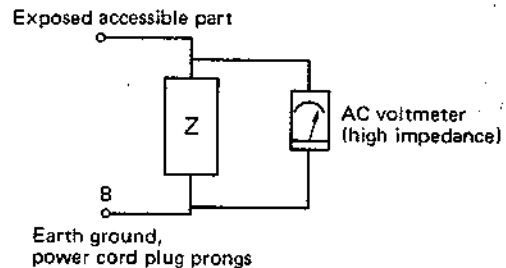 Exposed accessible part
Z
AC voltmeter
(high impedance)
B
Earth ground,
power cord plug prongs